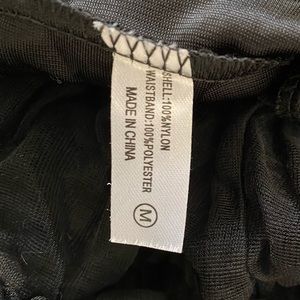 SHELL:100%NYLON
WAISTBAND:100%POLYESTER
MADE IN CHINA
M